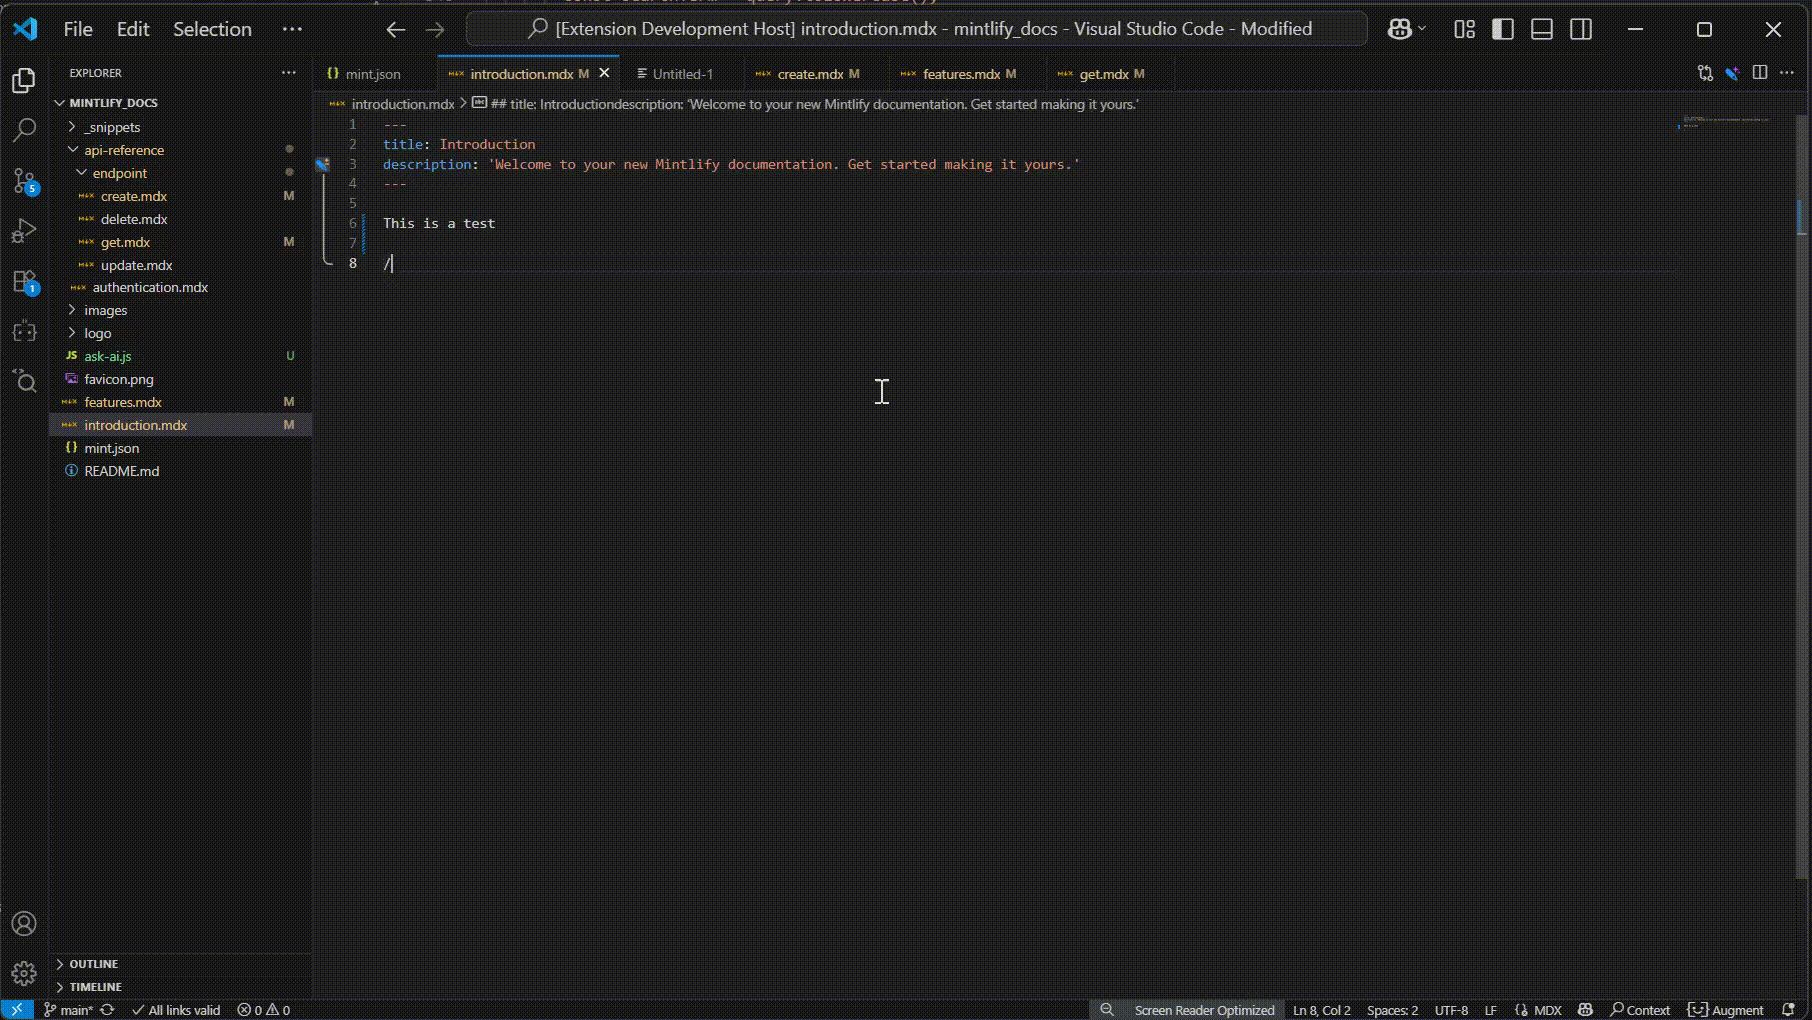 File Edit Selection ···
[Extension Development Host] introduction.mdx - mintlify_docs - Visual Studio Code - Modified
EXPLORER
MINTLIFY_DOCS
_snippets
api-reference
endpoint
create.mdx M
delete.mdx
get.mdx M
update.mdx
authentication.mdx
images
logo
JS ask-ai.js U
favicon.png
features.mdx M
introduction.mdx M
{} mint.json
README.md
OUTLINE
TIMELINE
5
1
{} mint.json
introduction.mdx M
Untitled-1
create.mdx M
features.mdx M
get.mdx M
introduction.mdx > ## title: Introductiondescription: 'Welcome to your new Mintlify documentation. Get started making it yours.'
1 ---
2 title: Introduction
3 description: 'Welcome to your new Mintlify documentation. Get started making it yours.'
4 ---
5
6 This is a test
7
8 /
main* All links valid 0 0 Screen Reader Optimized Ln 8, Col 2 Spaces: 2 UTF-8 LF {} MDX Context Augment